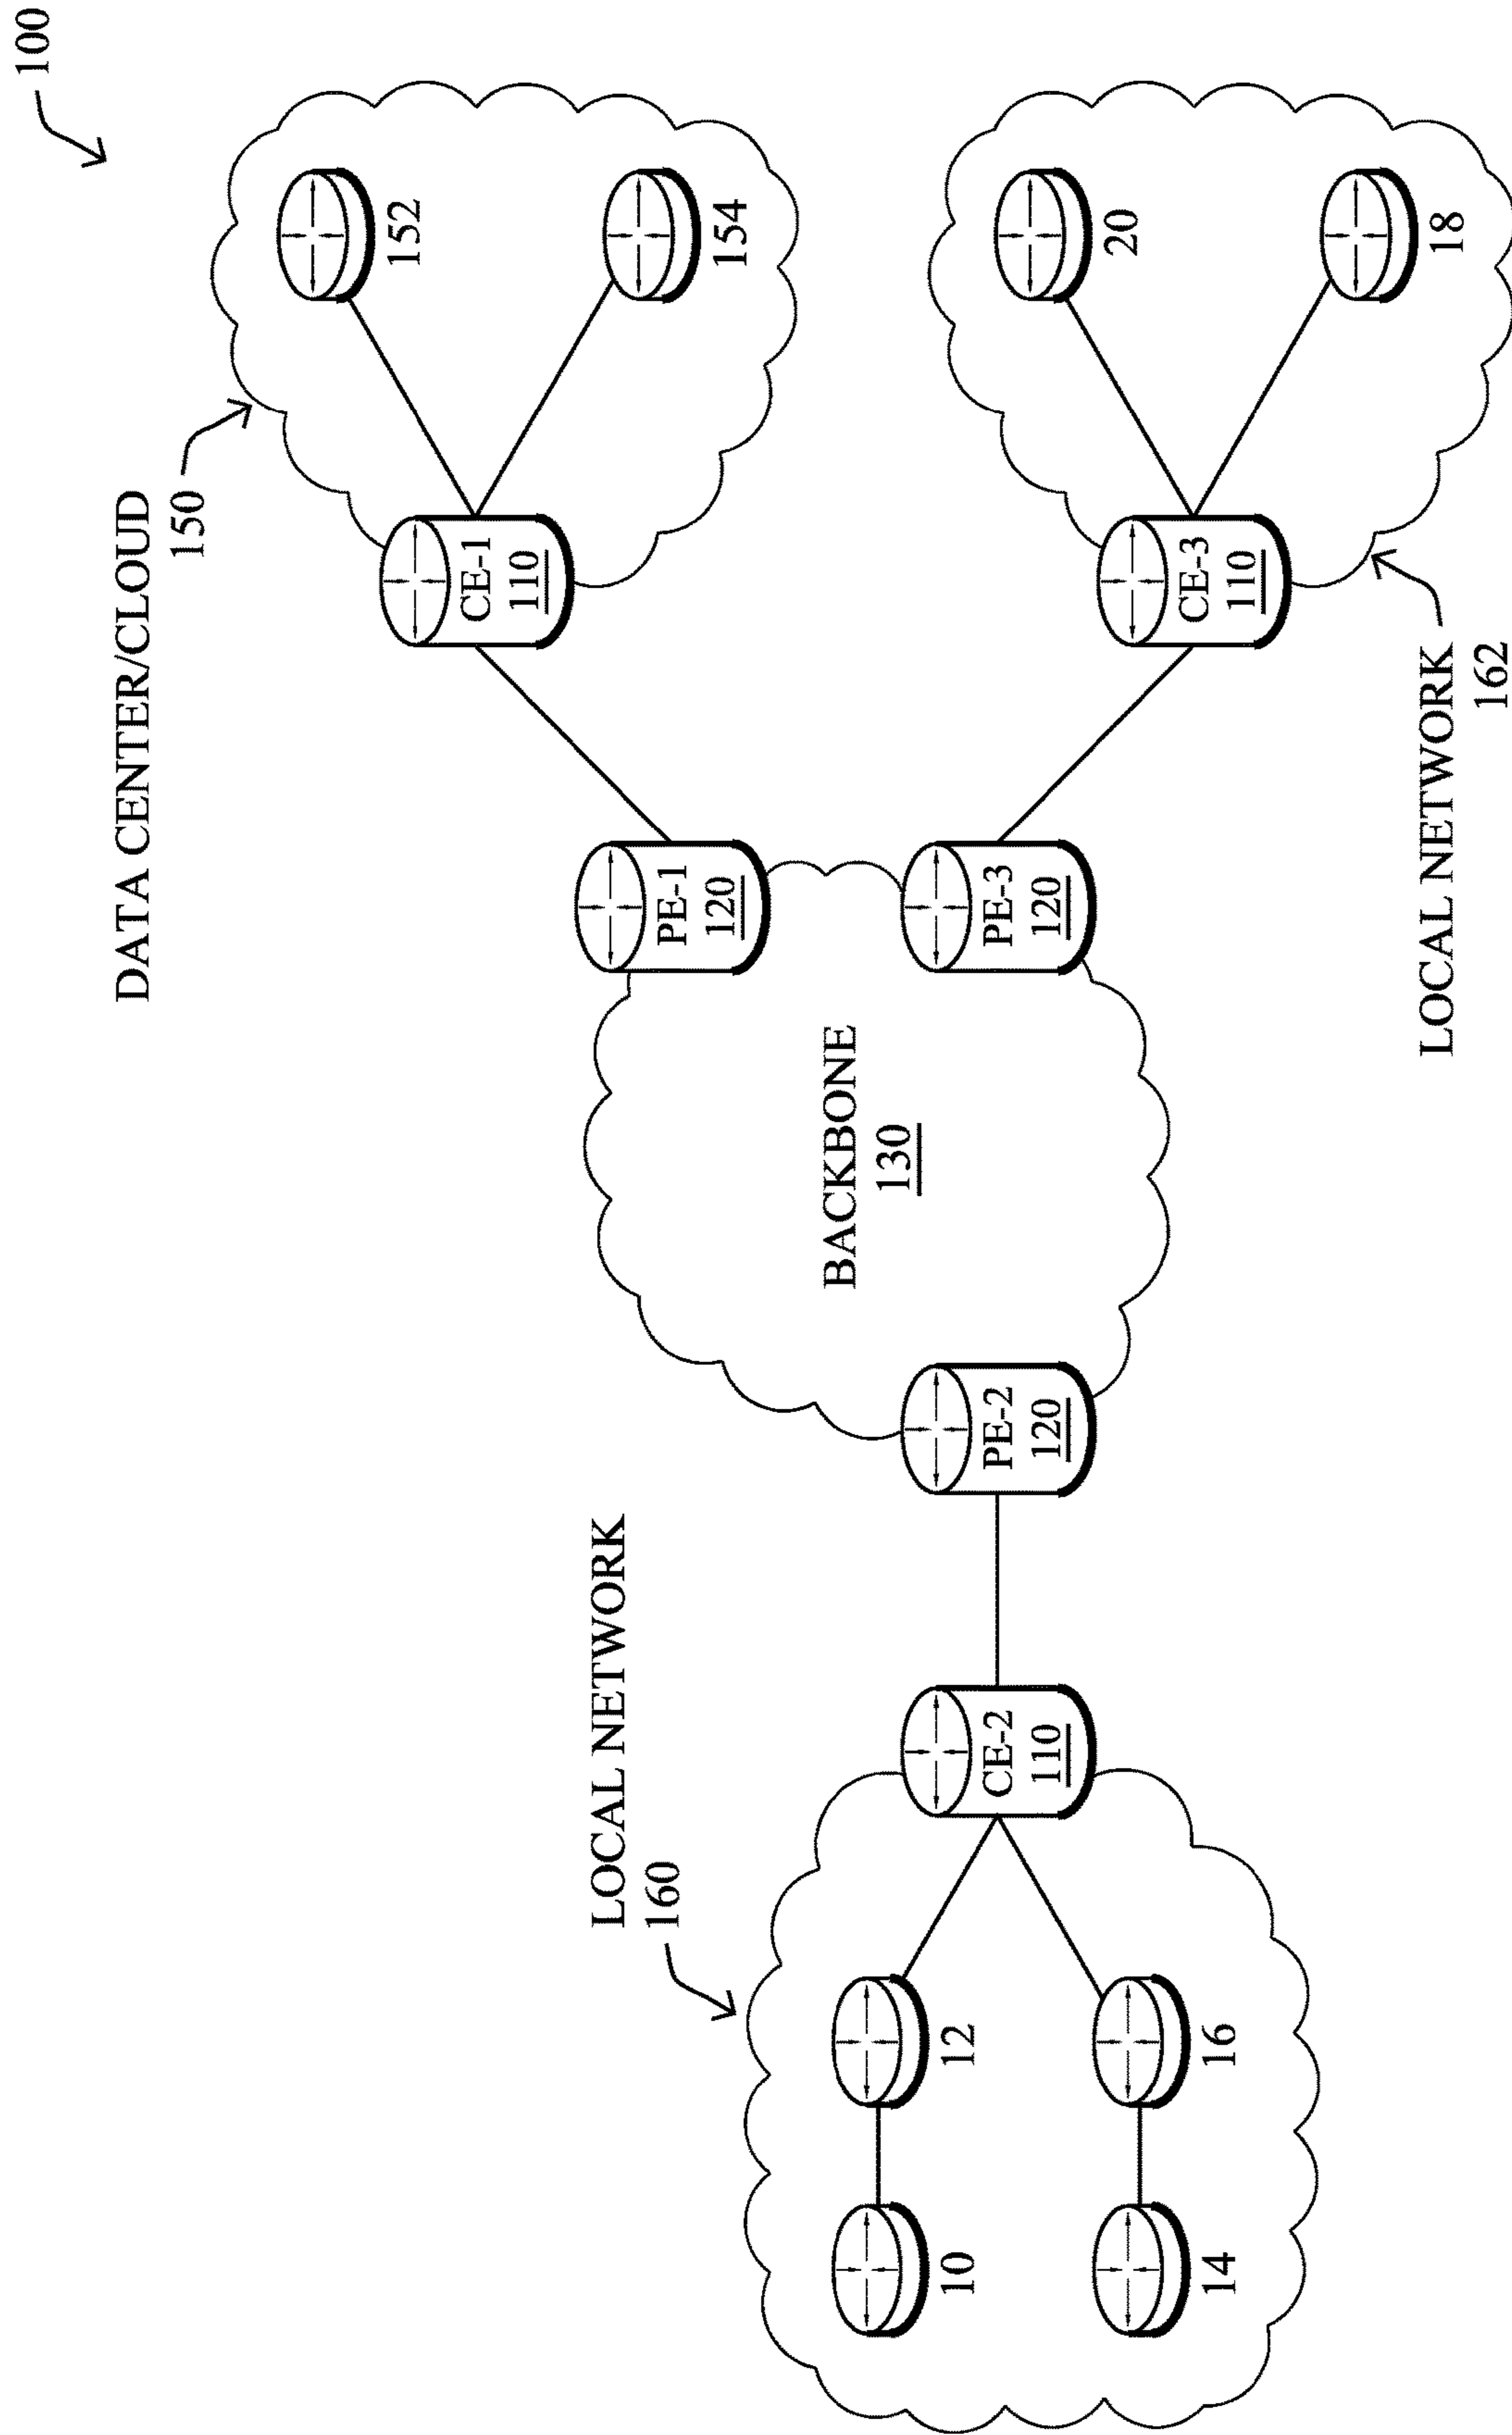 100
DATA CENTER/CLOUD
150
152
154
CE-1
110
PE-1
120
LOCAL NETWORK
160
BACKBONE
130
12
10
16
14
CE-2
110
PE-2
120
PE-3
120
CE-3
110
20
18
LOCAL NETWORK
162